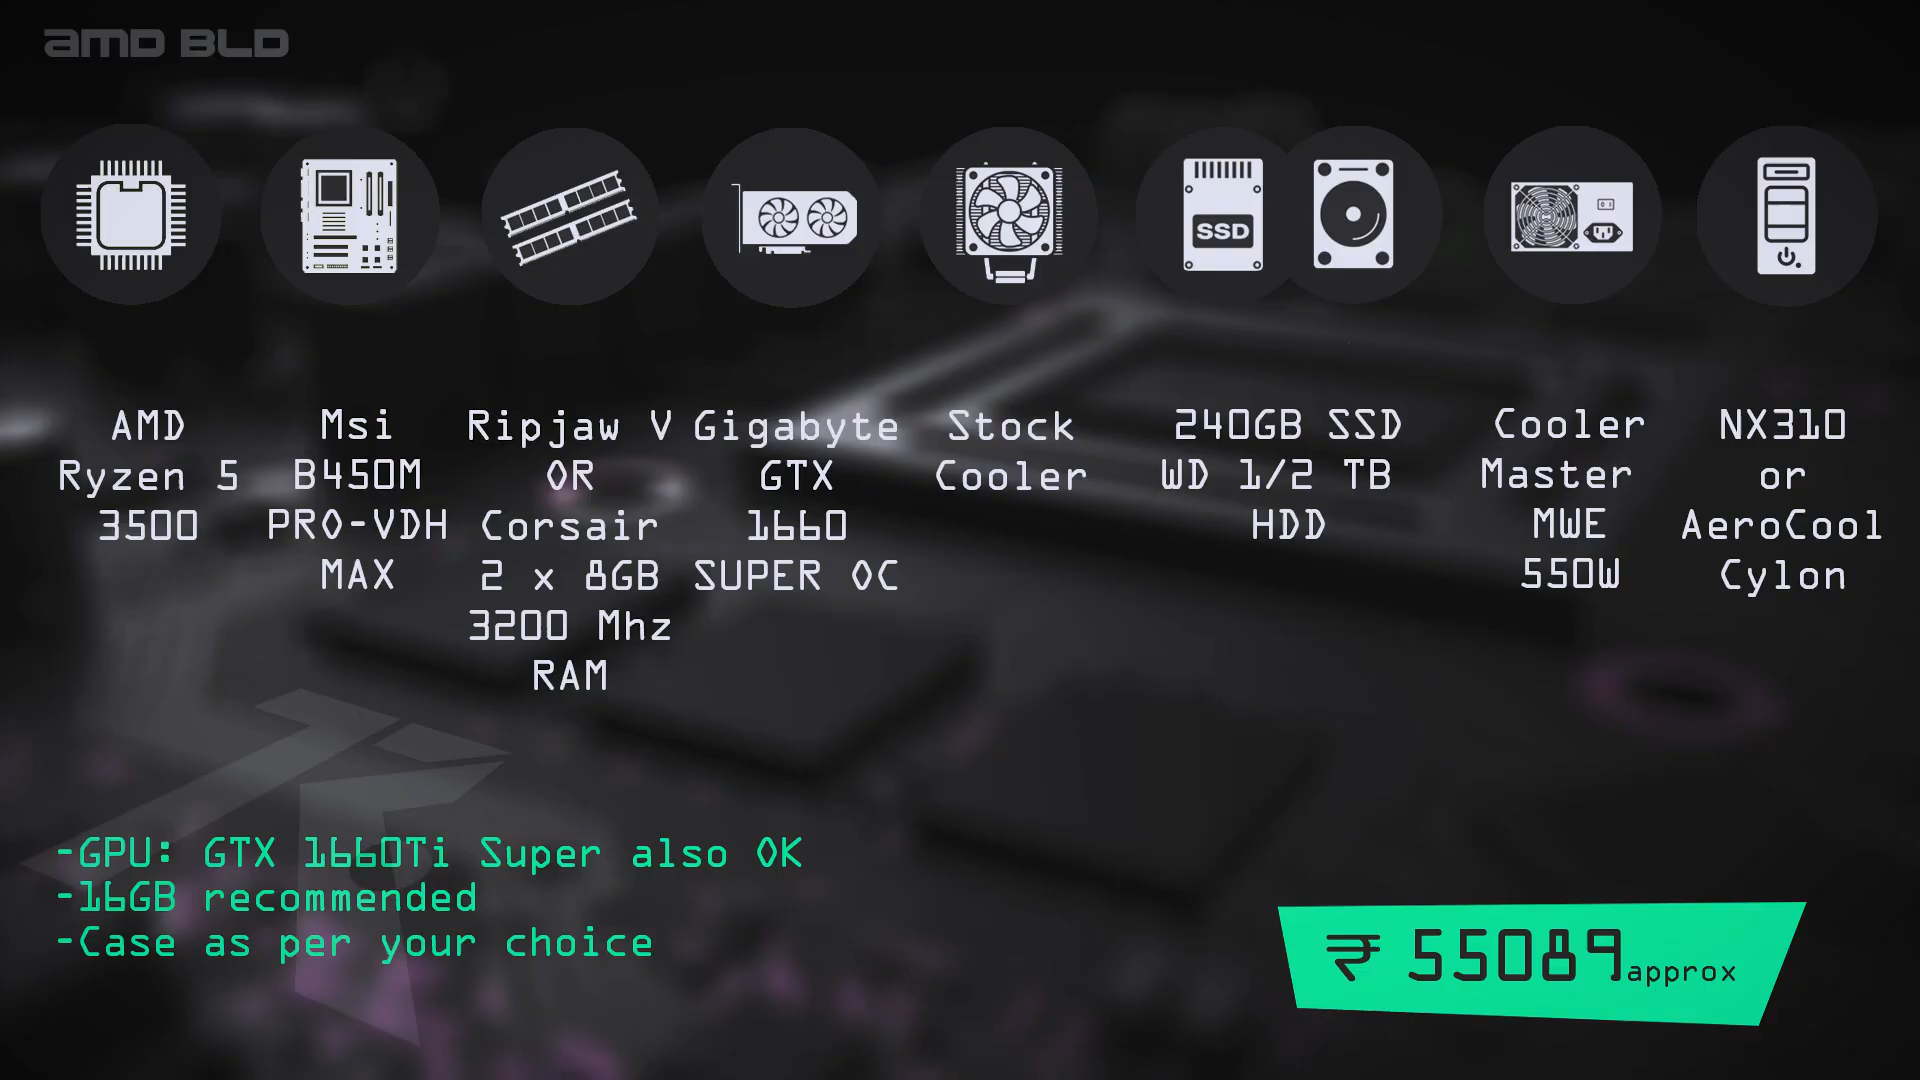 AMD BLD
SSD
AMD
Ryzen 5
3500
Msi
B450M
PRO-VDH
MAX
Ripjaw V
OR
Corsair
2 x 8GB
3200 Mhz
RAM
Gigabyte
GTX
1660
SUPER OC
Stock
Cooler
240GB SSD
WD 1/2 TB
HDD
Cooler
Master
MWE
550W
NX310
or
AeroCool
Cylon
-GPU: GTX 1660Ti Super also OK
-16GB recommended
-Case as per your choice
₹ 55089approx